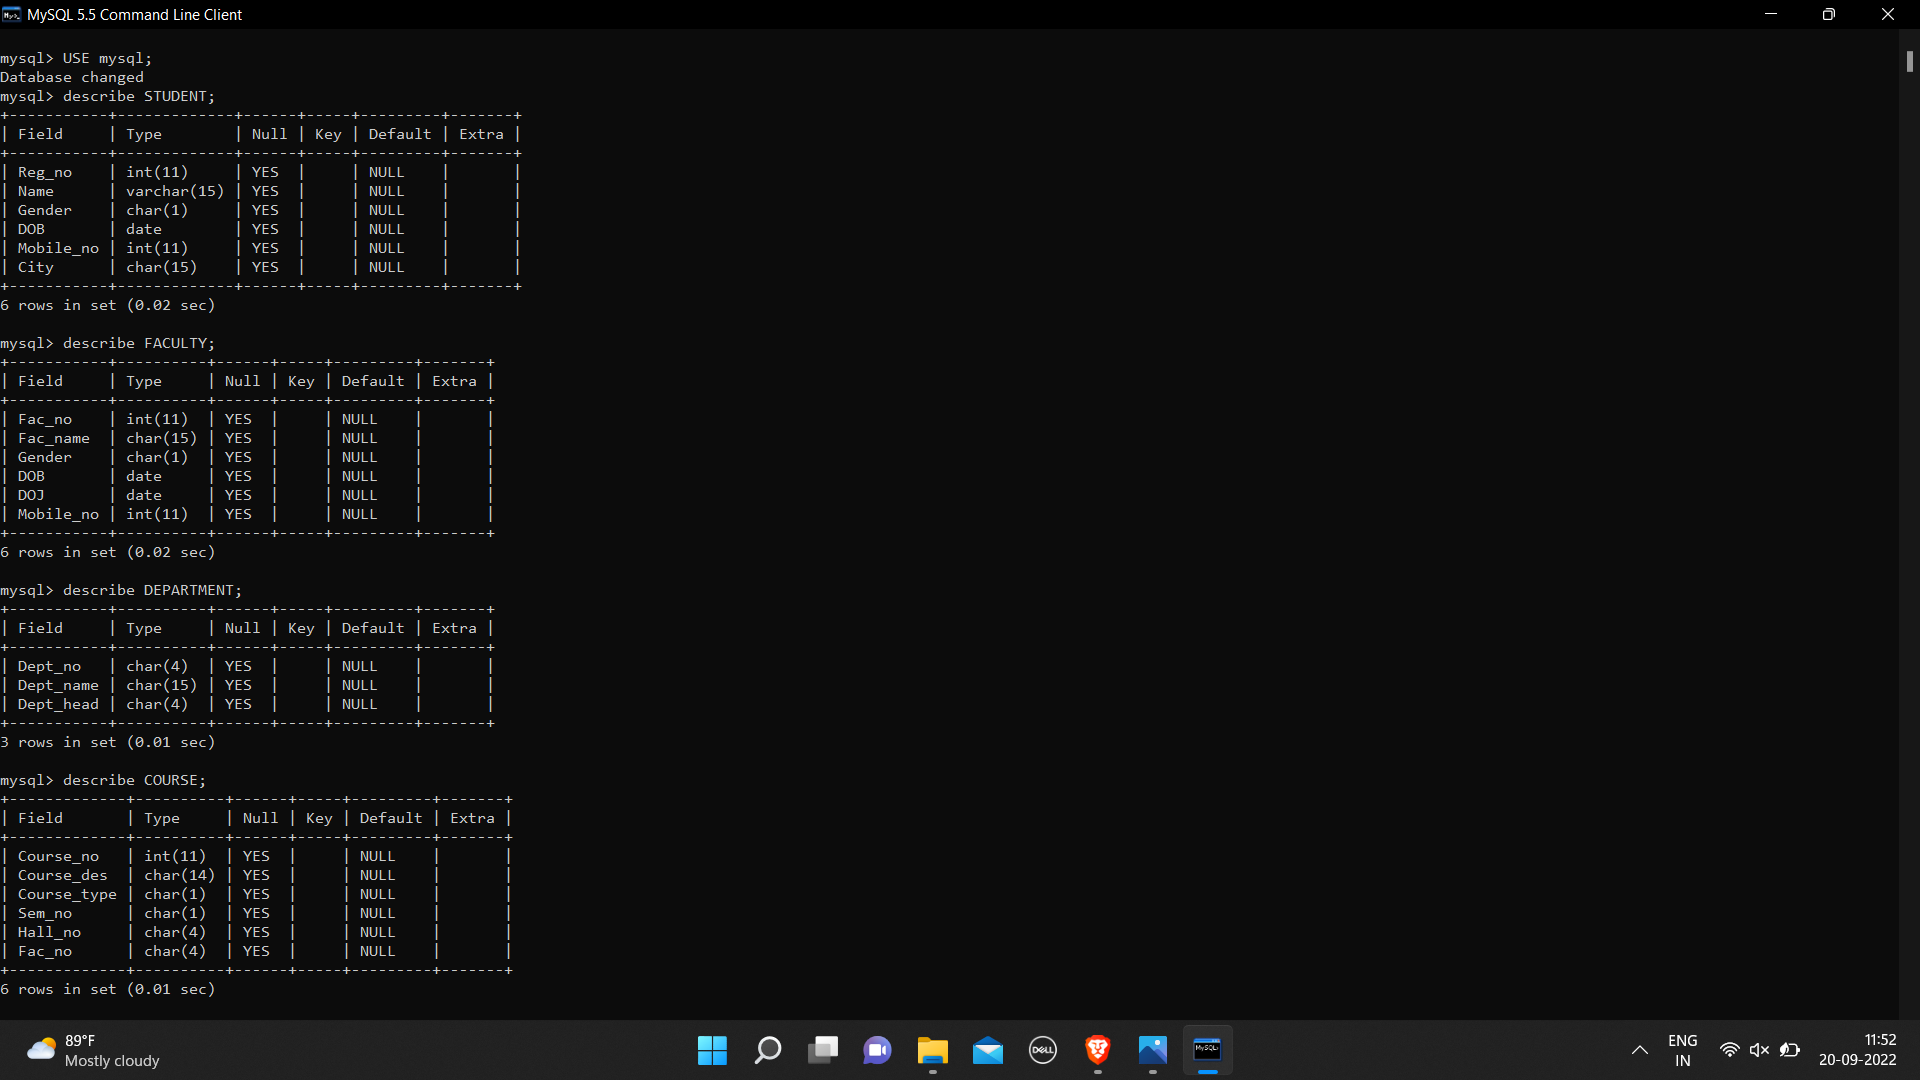 MySQL 5.5 Command Line Client
mysql> USE mysql;
Database changed
mysql> describe STUDENT;
+-----------+-------------+------+-----+---------+-------+
| Field     | Type        | Null | Key | Default | Extra |
+-----------+-------------+------+-----+---------+-------+
| Reg_no    | int(11)     | YES  |     | NULL    |       |
| Name      | varchar(15) | YES  |     | NULL    |       |
| Gender    | char(1)     | YES  |     | NULL    |       |
| DOB       | date        | YES  |     | NULL    |       |
| Mobile_no | int(11)     | YES  |     | NULL    |       |
| City      | char(15)    | YES  |     | NULL    |       |
+-----------+-------------+------+-----+---------+-------+
6 rows in set (0.02 sec)
mysql> describe FACULTY;
+-----------+----------+------+-----+---------+-------+
| Field     | Type     | Null | Key | Default | Extra |
+-----------+----------+------+-----+---------+-------+
| Fac_no    | int(11)  | YES  |     | NULL    |       |
| Fac_name  | char(15) | YES  |     | NULL    |       |
| Gender    | char(1)  | YES  |     | NULL    |       |
| DOB       | date     | YES  |     | NULL    |       |
| DOJ       | date     | YES  |     | NULL    |       |
| Mobile_no | int(11)  | YES  |     | NULL    |       |
+-----------+----------+------+-----+---------+-------+
6 rows in set (0.02 sec)
mysql> describe DEPARTMENT;
+-----------+----------+------+-----+---------+-------+
| Field     | Type     | Null | Key | Default | Extra |
+-----------+----------+------+-----+---------+-------+
| Dept_no   | char(4)  | YES  |     | NULL    |       |
| Dept_name | char(15) | YES  |     | NULL    |       |
| Dept_head | char(4)  | YES  |     | NULL    |       |
+-----------+----------+------+-----+---------+-------+
3 rows in set (0.01 sec)
mysql> describe COURSE;
+-------------+----------+------+-----+---------+-------+
| Field       | Type     | Null | Key | Default | Extra |
+-------------+----------+------+-----+---------+-------+
| Course_no   | int(11)  | YES  |     | NULL    |       |
| Course_des  | char(14) | YES  |     | NULL    |       |
| Course_type | char(1)  | YES  |     | NULL    |       |
| Sem_no      | char(1)  | YES  |     | NULL    |       |
| Hall_no     | char(4)  | YES  |     | NULL    |       |
| Fac_no      | char(4)  | YES  |     | NULL    |       |
+-------------+----------+------+-----+---------+-------+
6 rows in set (0.01 sec)
89°F
Mostly cloudy
DELL
MySQL
ENG
IN
11:52
20-09-2022